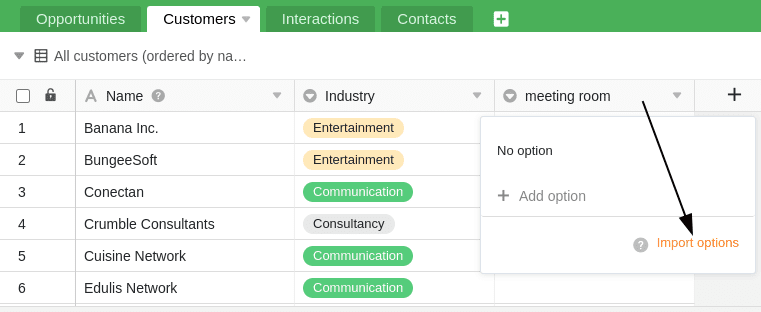 Opportunities Customers Interactions Contacts
All customers (ordered by na…
Name Industry meeting room
1 Banana Inc. Entertainment
2 BungeeSoft Entertainment
3 Conectan Communication
4 Crumble Consultants Consultancy
5 Cuisine Network Communication
6 Edulis Network Communication
No option
Add option
Import options